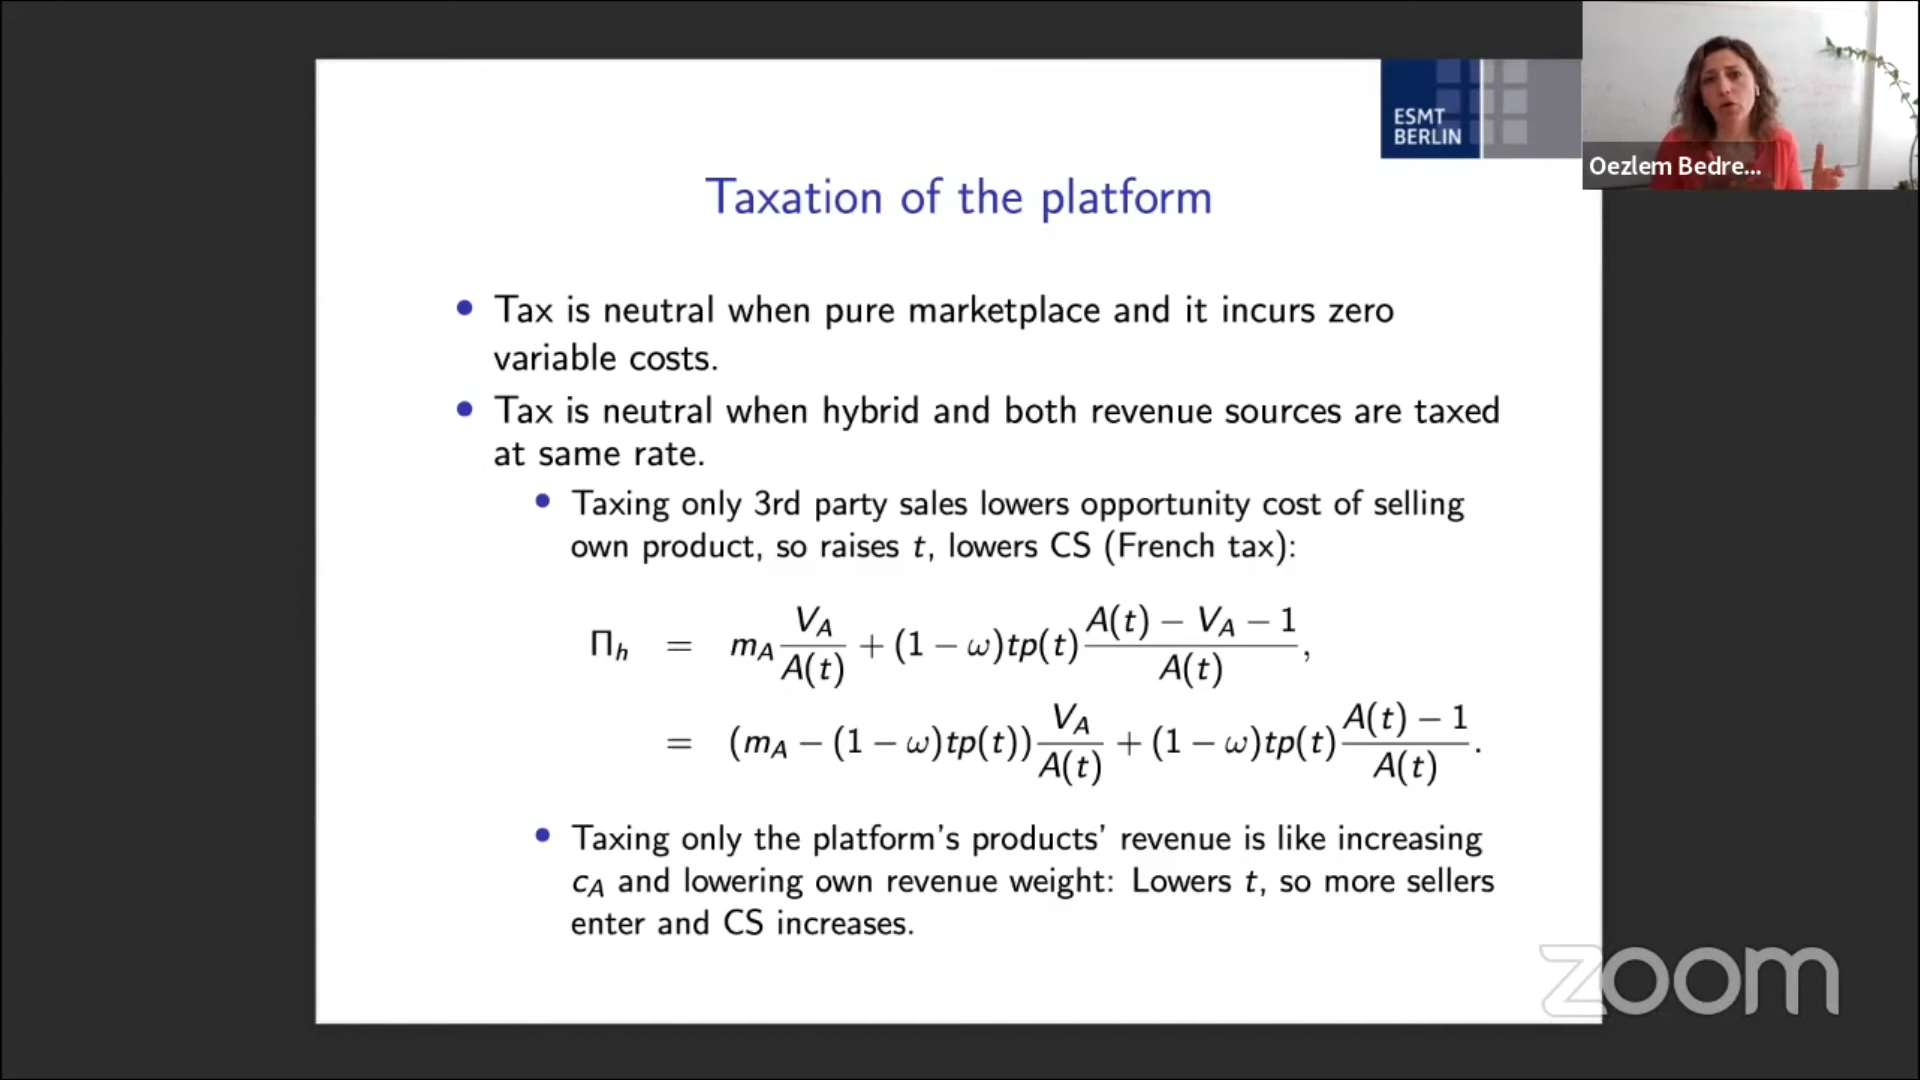 ESMT
BERLIN
Oezlem Bedre...
Taxation of the platform
• Tax is neutral when pure marketplace and it incurs zero
variable costs.
• Tax is neutral when hybrid and both revenue sources are taxed
at same rate.
• Taxing only 3rd party sales lowers opportunity cost of selling
own product, so raises t, lowers CS (French tax):
Π_h = m_A \frac{V_A}{A(t)} + (1 − ω)tp(t) \frac{A(t) − V_A − 1}{A(t)},
= (m_A − (1 − ω)tp(t)) \frac{V_A}{A(t)} + (1 − ω)tp(t) \frac{A(t) − 1}{A(t)}.
• Taxing only the platform's products' revenue is like increasing
c_A and lowering own revenue weight: Lowers t, so more sellers
enter and CS increases.
zoom